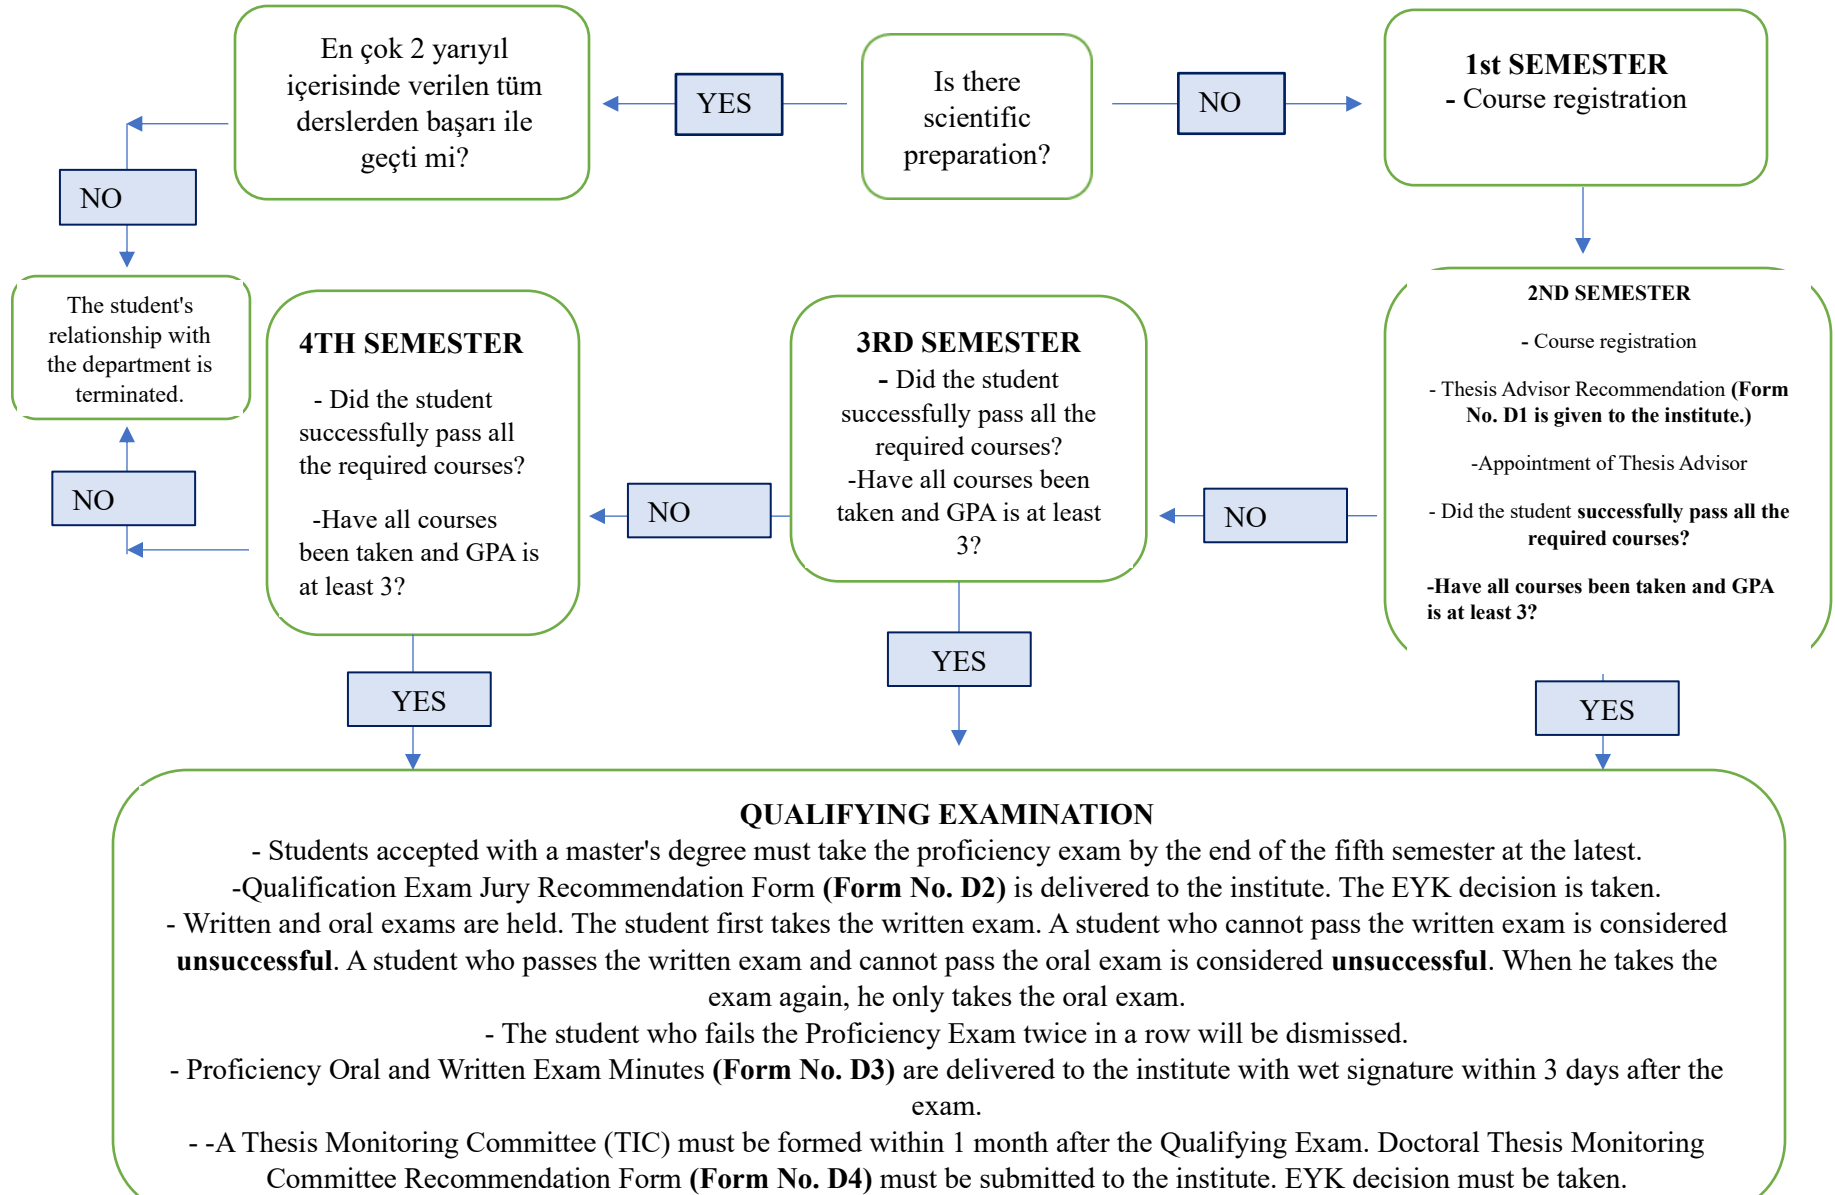 En çok 2 yarıyıl
içerisinde verilen tüm
derslerden başarı ile
geçti mi?
YES
Is there
scientific
preparation?
NO
1st SEMESTER
- Course registration
NO
The student's
relationship with
the department is
terminated.
NO
4TH SEMESTER
- Did the student
successfully pass all
the required courses?
-Have all courses
been taken and GPA is
at least 3?
NO
3RD SEMESTER
- Did the student
successfully pass all the
required courses?
-Have all courses been
taken and GPA is at least
3?
NO
2ND SEMESTER
- Course registration
- Thesis Advisor Recommendation (Form
No. D1 is given to the institute.)
-Appointment of Thesis Advisor
- Did the student successfully pass all the
required courses?
-Have all courses been taken and GPA
is at least 3?
YES
YES
YES
QUALIFYING EXAMINATION
- Students accepted with a master's degree must take the proficiency exam by the end of the fifth semester at the latest.
-Qualification Exam Jury Recommendation Form (Form No. D2) is delivered to the institute. The EYK decision is taken.
- Written and oral exams are held. The student first takes the written exam. A student who cannot pass the written exam is considered
unsuccessful. A student who passes the written exam and cannot pass the oral exam is considered unsuccessful. When he takes the
exam again, he only takes the oral exam.
- The student who fails the Proficiency Exam twice in a row will be dismissed.
- Proficiency Oral and Written Exam Minutes (Form No. D3) are delivered to the institute with wet signature within 3 days after the
exam.
- -A Thesis Monitoring Committee (TIC) must be formed within 1 month after the Qualifying Exam. Doctoral Thesis Monitoring
Committee Recommendation Form (Form No. D4) must be submitted to the institute. EYK decision must be taken.